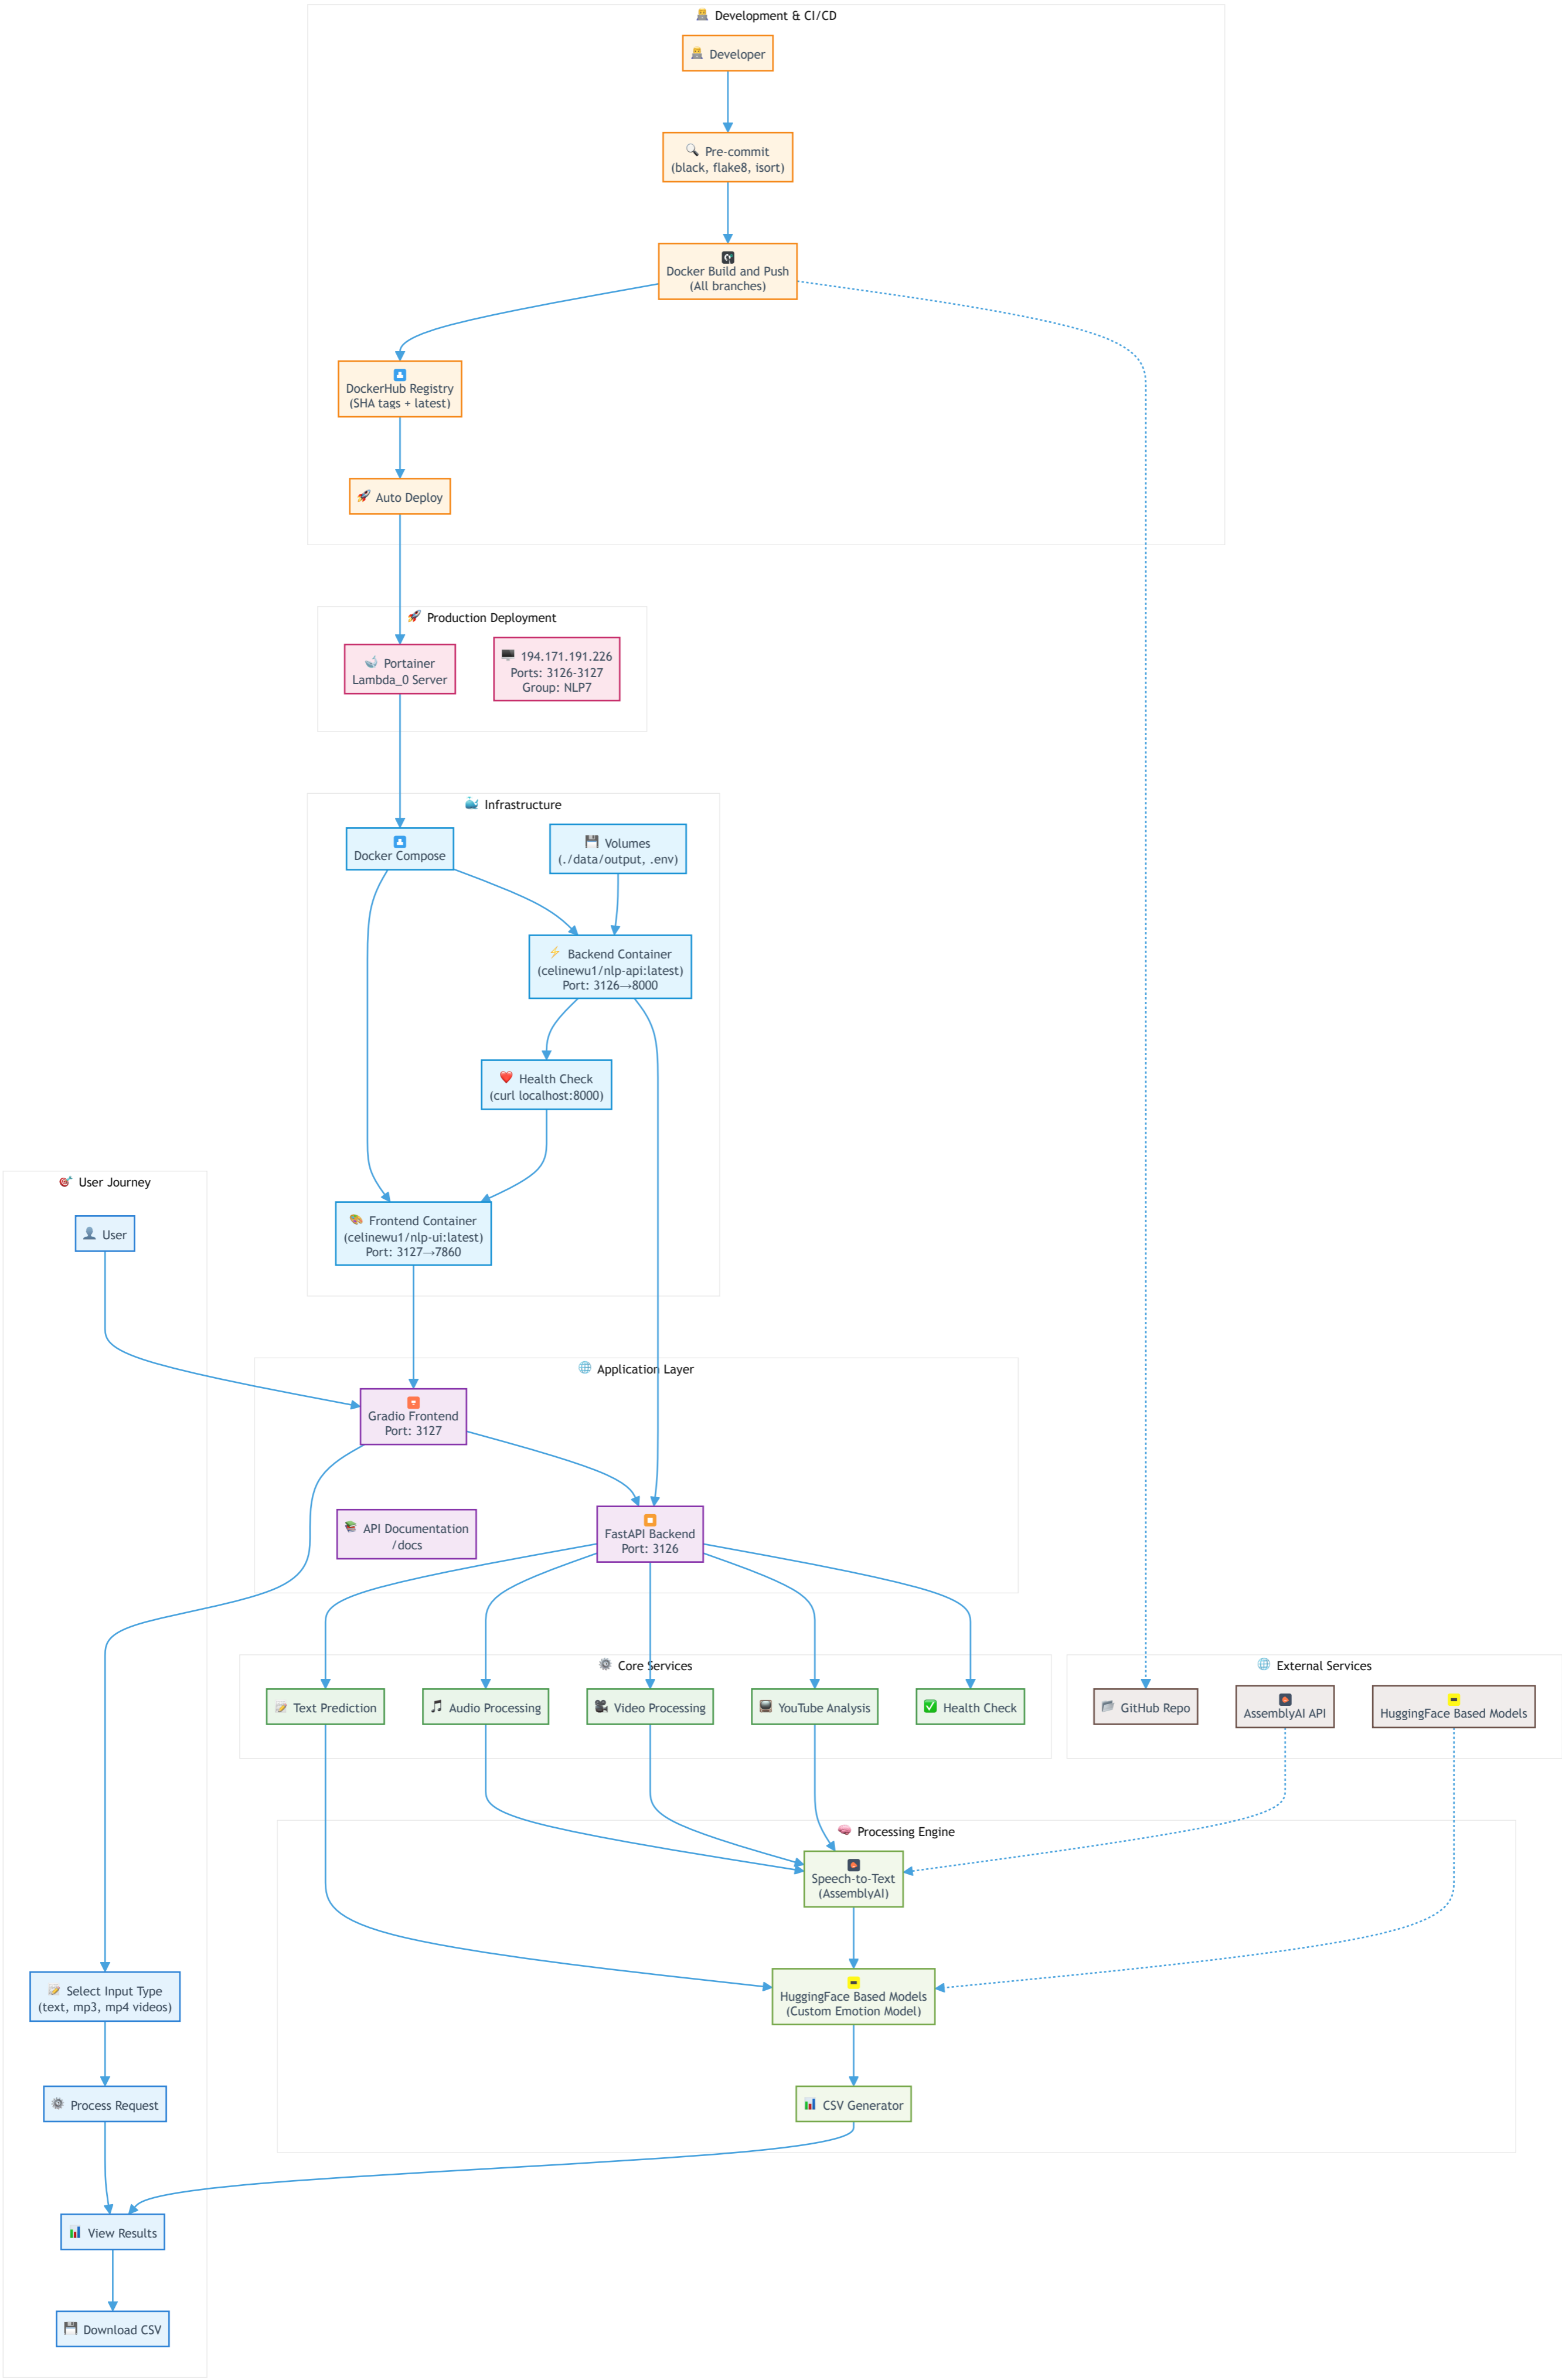 Development & CI/CD
Developer
Pre-commit
(black, flake8, isort)
Docker Build and Push
(All branches)
DockerHub Registry
(SHA tags + latest)
Auto Deploy
Production Deployment
Portainer
Lambda_0 Server
194.171.191.226
Ports: 3126-3127
Group: NLP7
Infrastructure
Docker Compose
Volumes
(./data/output, .env)
Backend Container
(celinewu1/nlp-api:latest)
Port: 3126→8000
Health Check
(curl localhost:8000)
Frontend Container
(celinewu1/nlp-ui:latest)
Port: 3127→7860
User Journey
User
Application Layer
Gradio Frontend
Port: 3127
API Documentation
/docs
FastAPI Backend
Port: 3126
Core Services
Text Prediction
Audio Processing
Video Processing
YouTube Analysis
Health Check
External Services
GitHub Repo
AssemblyAI API
HuggingFace Based Models
Processing Engine
Speech-to-Text
(AssemblyAI)
HuggingFace Based Models
(Custom Emotion Model)
CSV Generator
Select Input Type
(text, mp3, mp4 videos)
Process Request
View Results
Download CSV